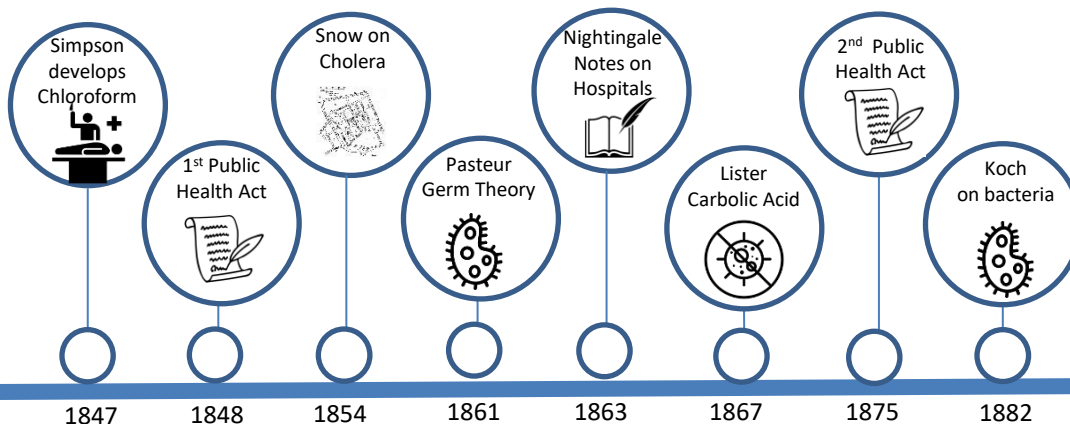 Simpson
develops
Chloroform
1st Public
Health Act
Snow on
Cholera
Pasteur
Germ Theory
Nightingale
Notes on
Hospitals
Lister
Carbolic Acid
2nd Public
Health Act
Koch
on bacteria
1847
1848
1854
1861
1863
1867
1875
1882